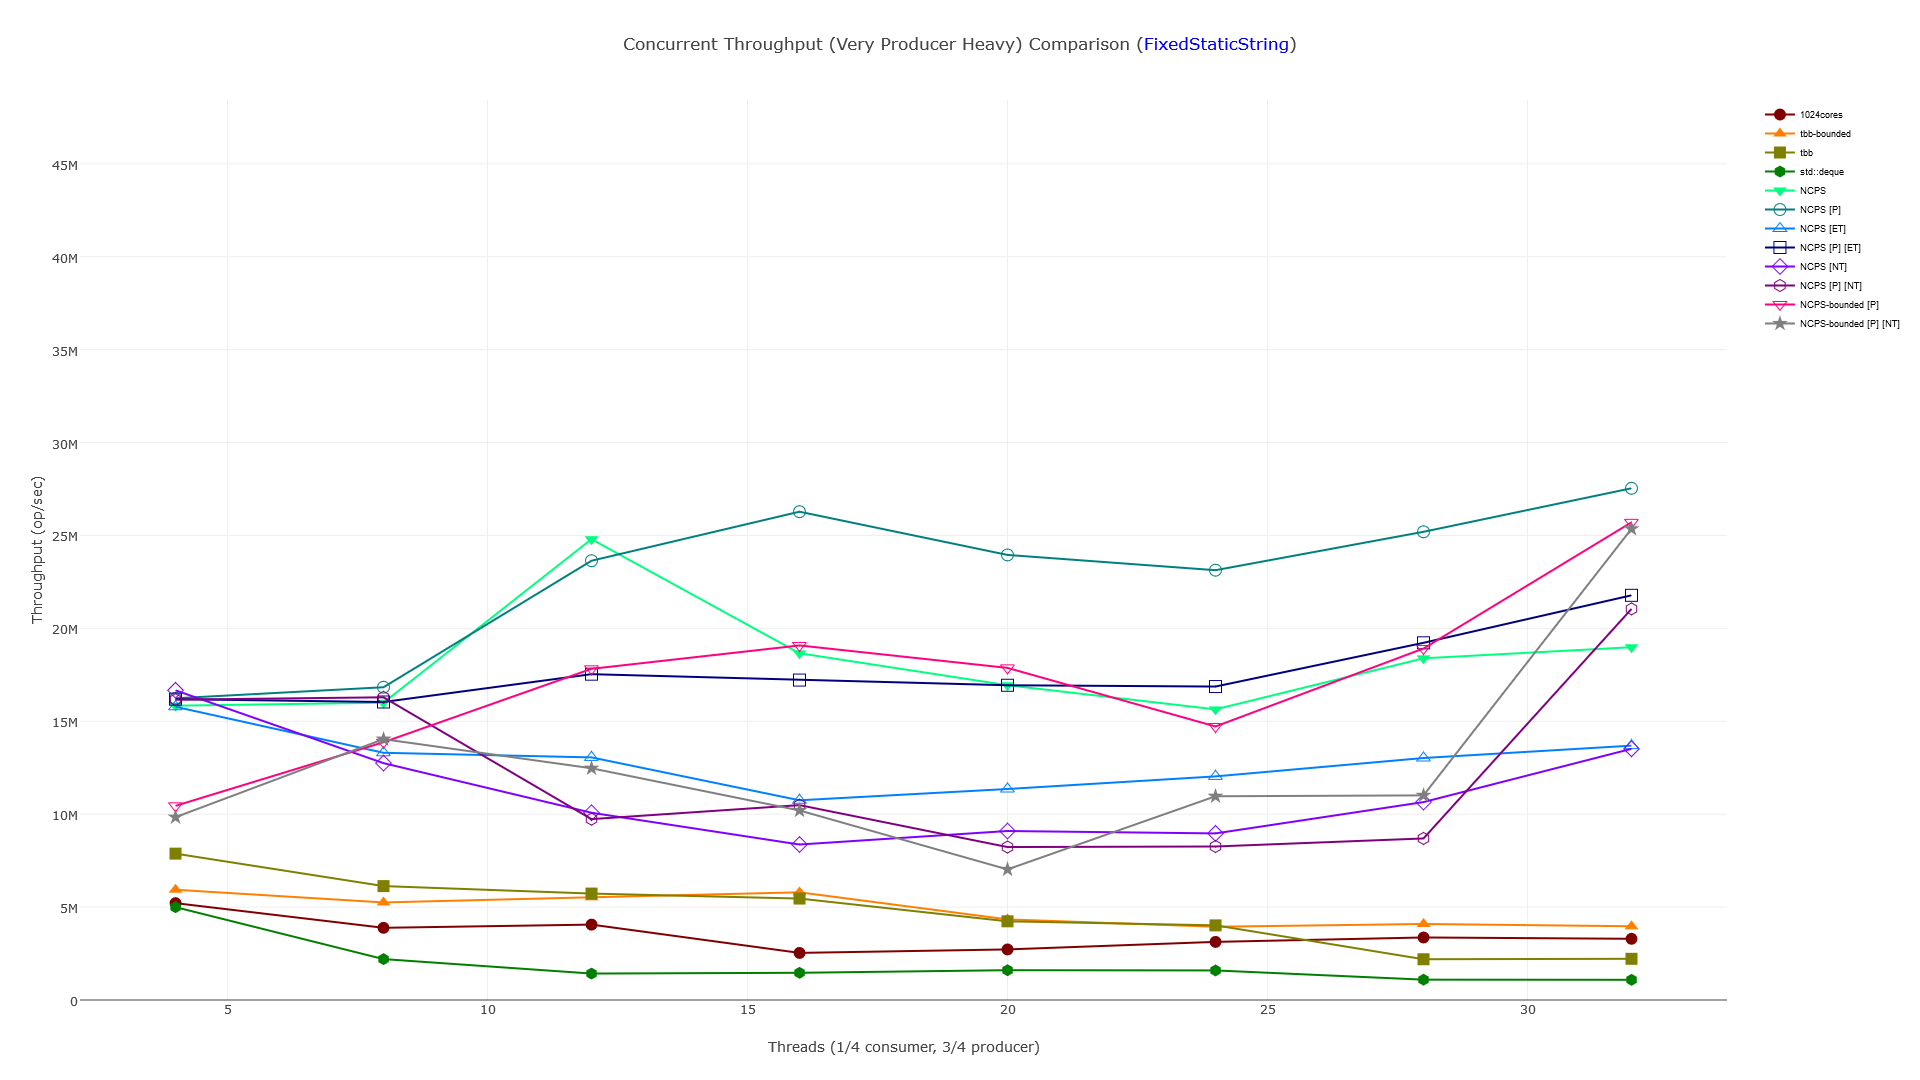 Concurrent Throughput (Very Producer Heavy) Comparison (FixedStaticString)
1024cores
tbb-bounded
tbb
std::deque
NCPS
NCPS [P]
NCPS [ET]
NCPS [P] [ET]
NCPS [NT]
NCPS [P] [NT]
NCPS-bounded [P]
NCPS-bounded [P] [NT]
Throughput (op/sec)
45M
40M
35M
30M
25M
20M
15M
10M
5M
0
5 10 15 20 25 30
Threads (1/4 consumer, 3/4 producer)